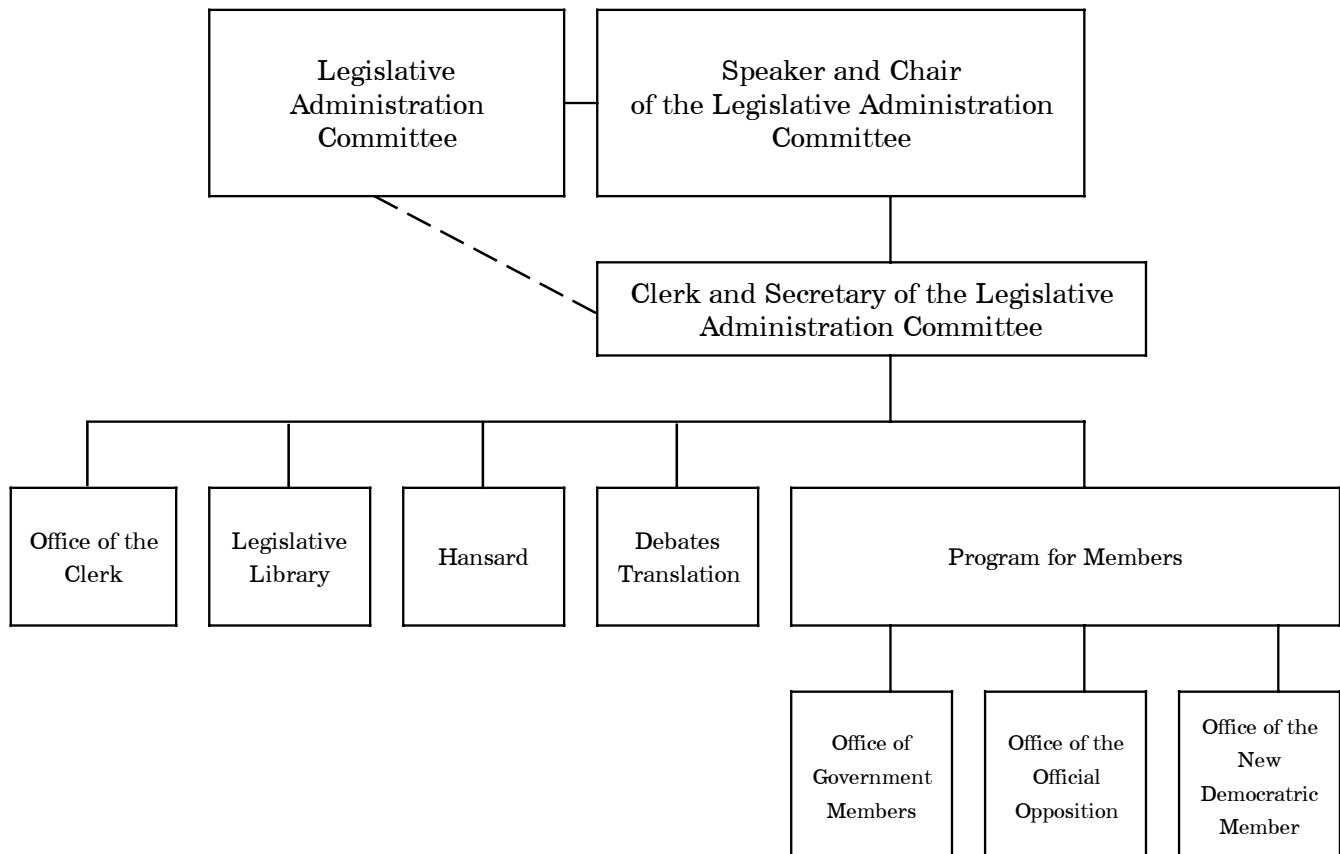 Legislative
Administration
Committee
Speaker and Chair
of the Legislative Administration
Committee
Clerk and Secretary of the Legislative
Administration Committee
Office of the
Clerk
Legislative
Library
Hansard
Debates
Translation
Program for Members
Office of
Government
Members
Office of the
Official
Opposition
Office of the
New
Democratric
Member